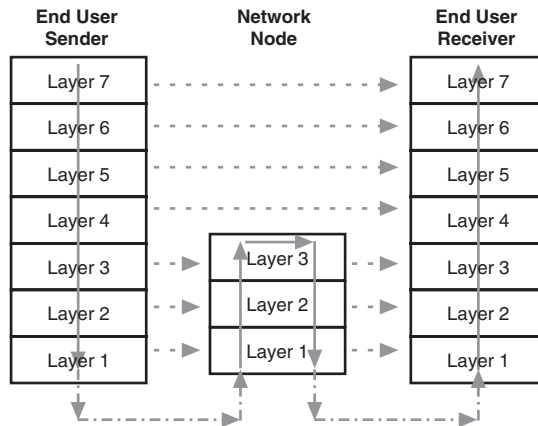 End User
Sender
Network
Node
End User
Receiver
Layer 7
Layer 6
Layer 5
Layer 4
Layer 3
Layer 2
Layer 1
Layer 3
Layer 2
Layer 1
Layer 7
Layer 6
Layer 5
Layer 4
Layer 3
Layer 2
Layer 1